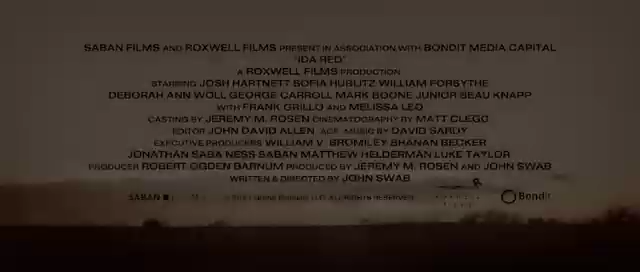 SABAN FILMS AND ROXWELL FILMS PRESENT IN ASSOCIATION WITH BONDIT MEDIA CAPITAL
"IDA RED"
A ROXWELL FILMS PRODUCTION
STARRING JOSH HARTNETT SOFIA HUBLITZ WILLIAM FORSYTHE
DEBORAH ANN WOLL GEORGE CARROLL MARK BOONE JUNIOR BEAU KNAPP
WITH FRANK GRILLO AND MELISSA LEO
CASTING BY JEREMY M. ROSEN CINEMATOGRAPHY BY MATT CLEGG
EDITOR JOHN DAVID ALLEN, ACE MUSIC BY DAVID SARDY
EXECUTIVE PRODUCERS WILLIAM V. BROMILEY SHANAN BECKER
JONATHAN SABA NESS SABAN MATTHEW HELDERMAN LUKE TAYLOR
PRODUCER ROBERT OGDEN BARNUM PRODUCED BY JEREMY M. ROSEN AND JOHN SWAB
WRITTEN & DIRECTED BY JOHN SWAB
SABAN ALL RIGHTS RESERVED R Bondit